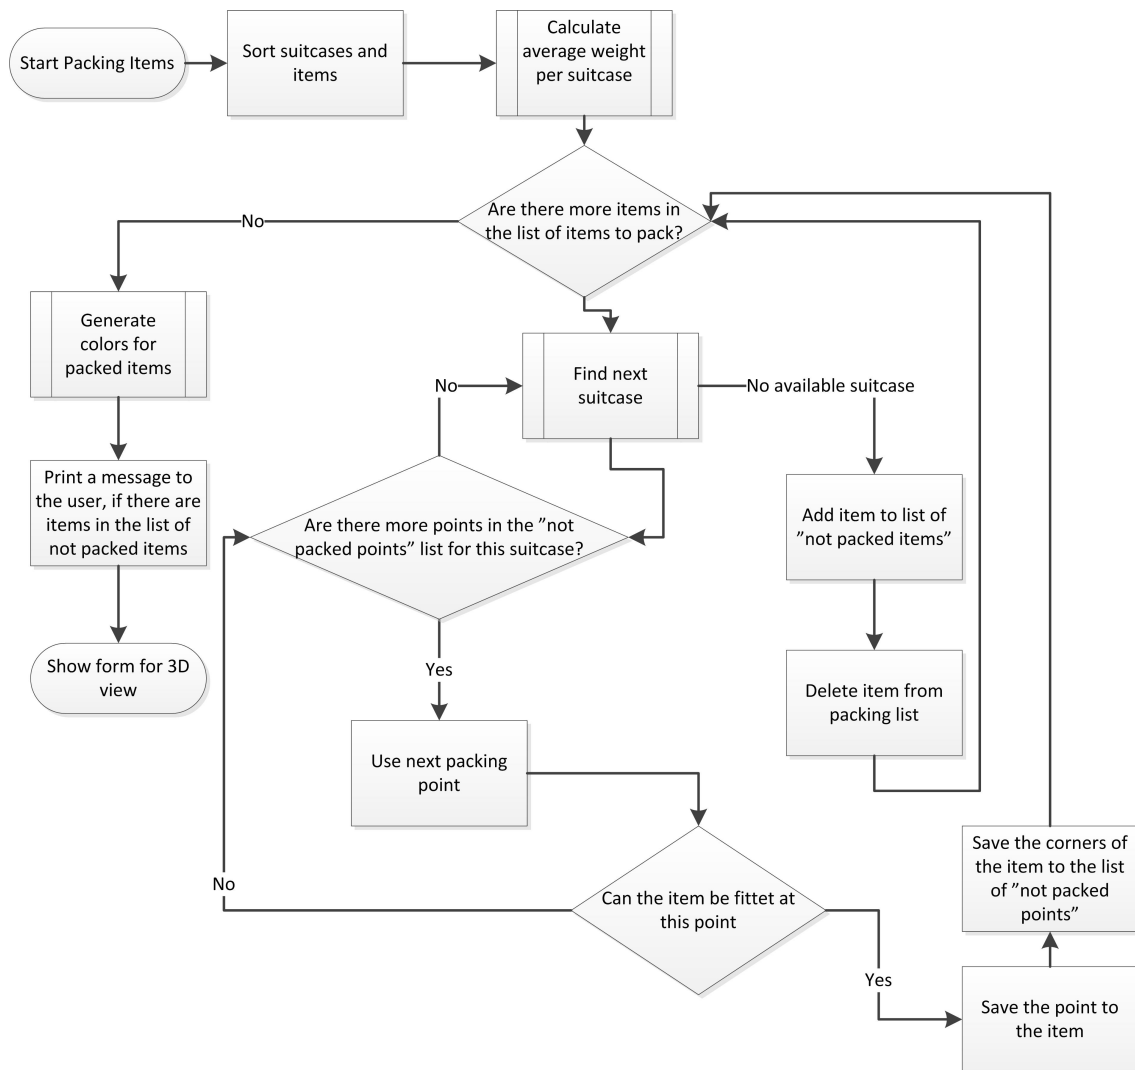 Start Packing Items
Sort suitcases and
items
Calculate
average weight
per suitcase
Are there more items in
the list of items to pack?
No
Generate
colors for
packed items
Find next
suitcase
No
No available suitcase
Print a message to
the user, if there are
items in the list of
not packed items
Are there more points in the ”not
packed points” list for this suitcase?
Add item to list of
”not packed items”
Show form for 3D
view
Yes
Delete item from
packing list
Use next packing
point
No
Can the item be fittet at
this point
Save the corners of
the item to the list
of ”not packed
points”
Yes
Save the point to
the item